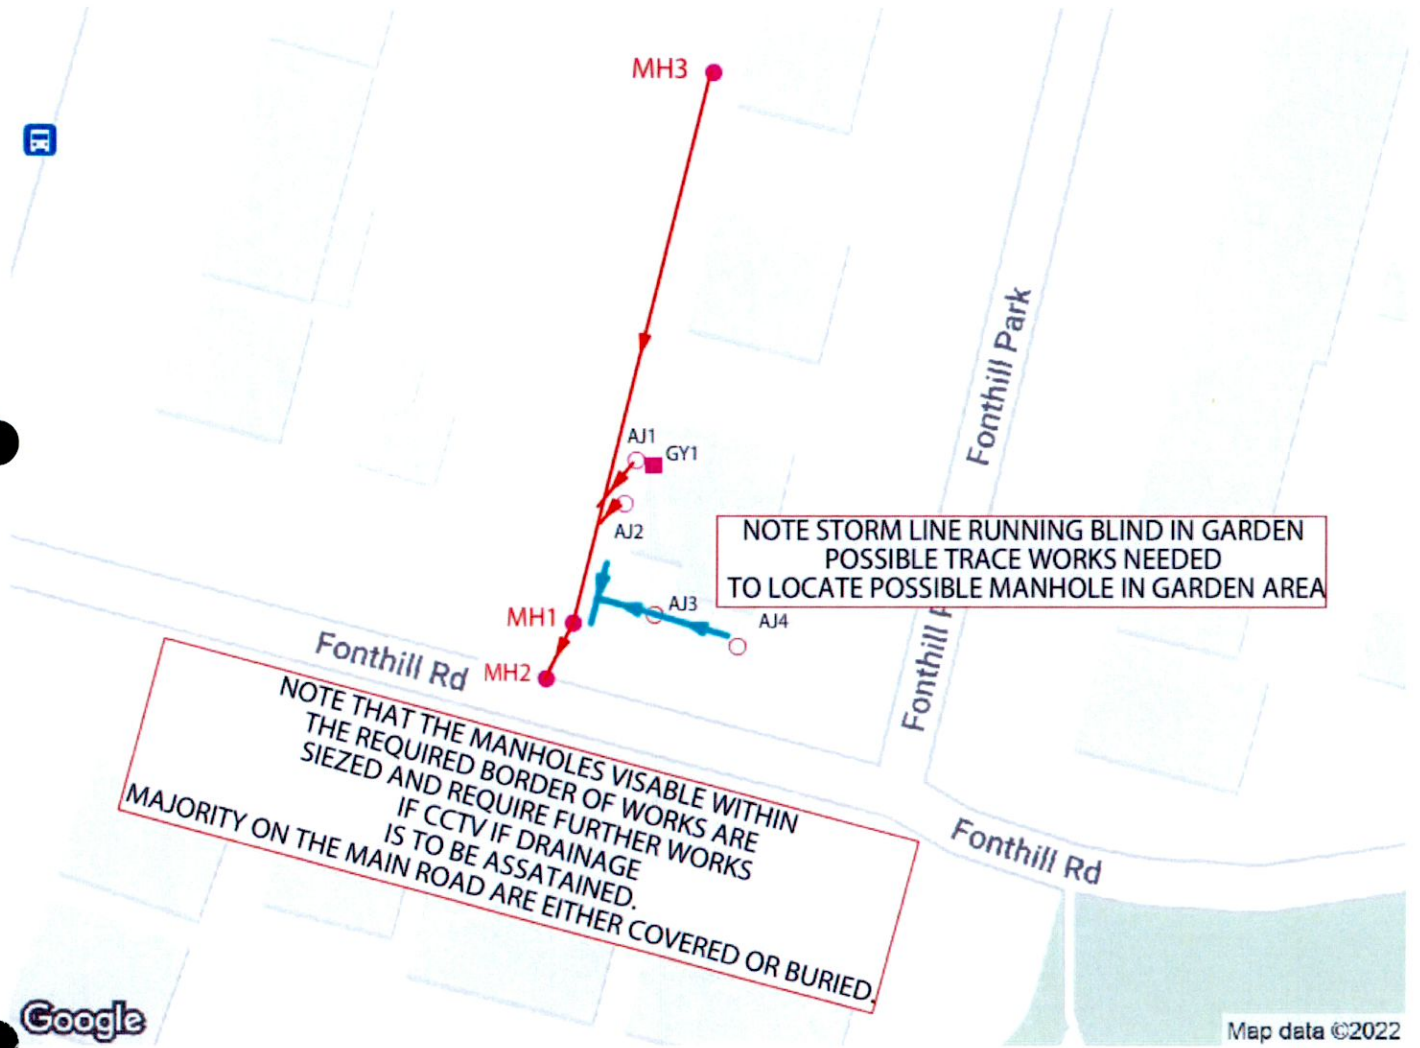 MH3
Fonthill Park
AJ1
GY1
AJ2
NOTE STORM LINE RUNNING BLIND IN GARDEN
POSSIBLE TRACE WORKS NEEDED
TO LOCATE POSSIBLE MANHOLE IN GARDEN AREA
MH1
AJ3
AJ4
Fonthill P
Fonthill Rd
MH2
NOTE THAT THE MANHOLES VISABLE WITHIN
THE REQUIRED BORDER OF WORKS ARE
SIEZED AND REQUIRE FURTHER WORKS
IF CCTV IF DRAINAGE
IS TO BE ASSATAINED.
MAJORITY ON THE MAIN ROAD ARE EITHER COVERED OR BURIED.
Fonthill Rd
Google
Map data ©2022